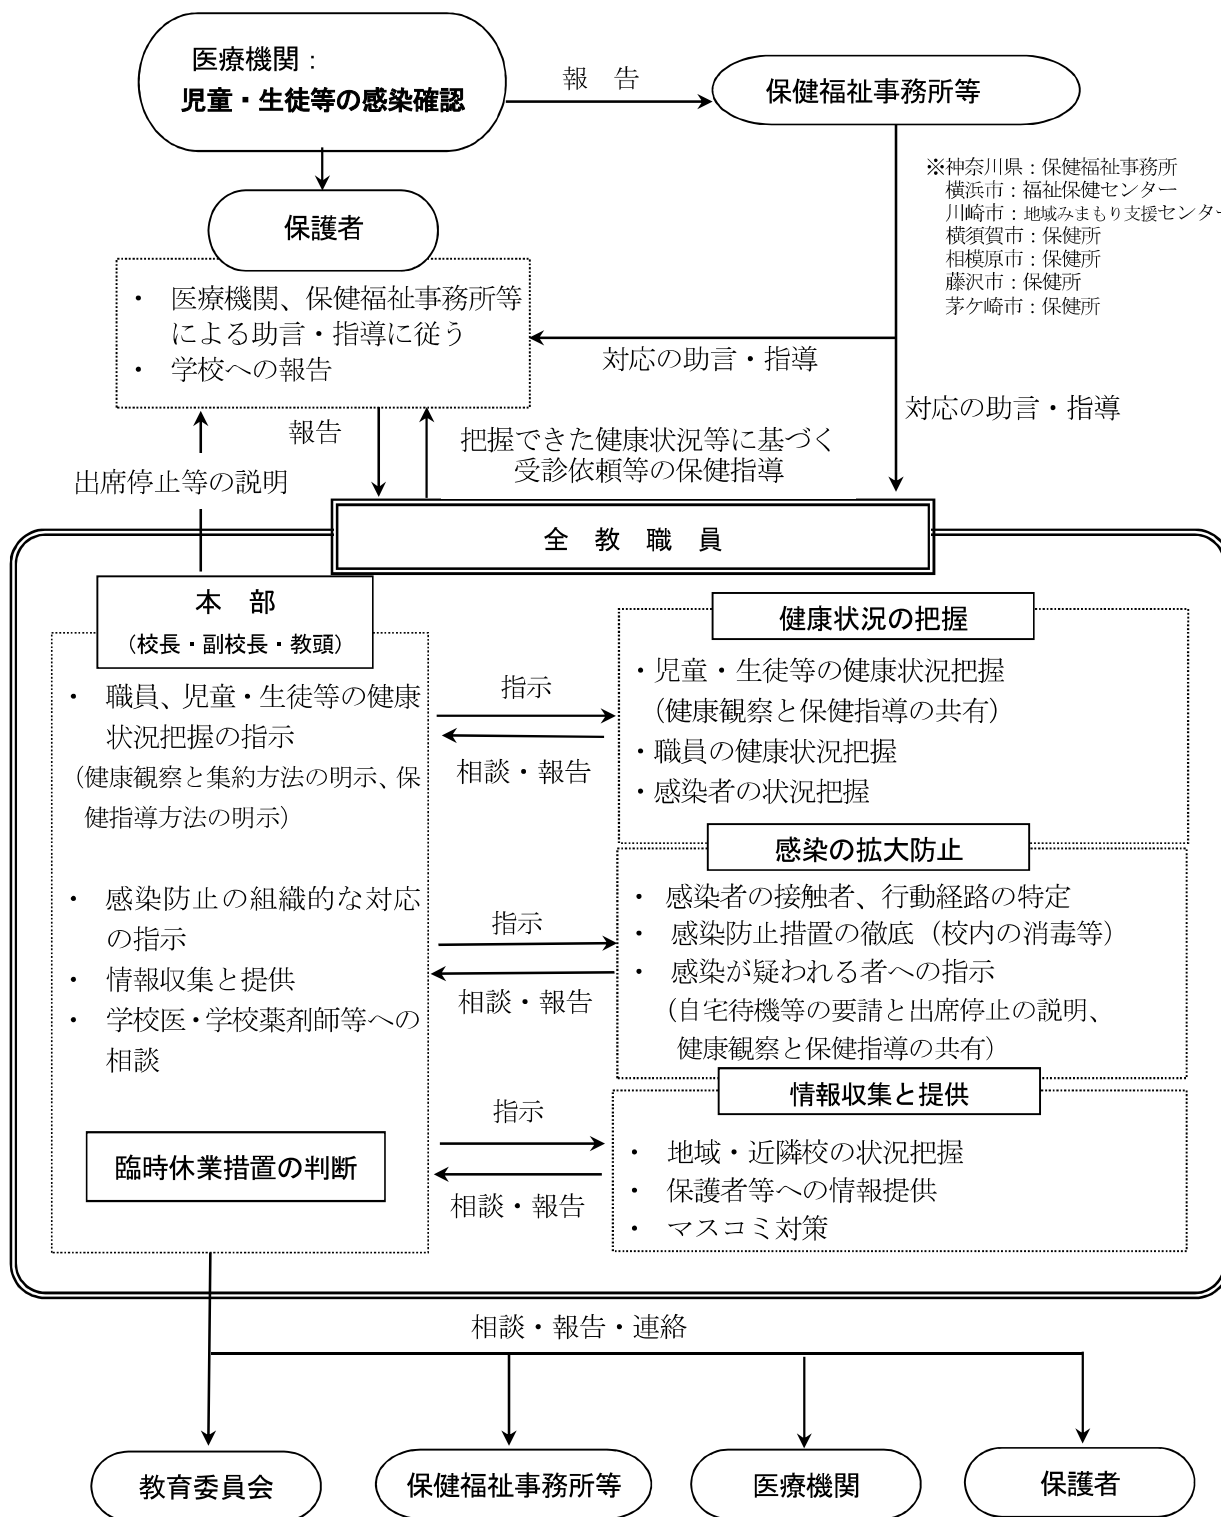 医療機関：
児童・生徒等の感染確認
報　告
保健福祉事務所等
※神奈川県：保健福祉事務所
横浜市：福祉保健センター
川崎市：地域みまもり支援センター
横須賀市：保健所
相模原市：保健所
藤沢市：保健所
茅ケ崎市：保健所
保護者
・　医療機関、保健福祉事務所等
による助言・指導に従う
・　学校への報告
対応の助言・指導
対応の助言・指導
報告
把握できた健康状況等に基づく
受診依頼等の保健指導
出席停止等の説明
全　教　職　員
本　部
（校長・副校長・教頭）
・　職員、児童・生徒等の健康
状況把握の指示
（健康観察と集約方法の明示、保
健指導方法の明示）
・　感染防止の組織的な対応
の指示
・　情報収集と提供
・　学校医・学校薬剤師等への
相談
臨時休業措置の判断
指示
相談・報告
健康状況の把握
・児童・生徒等の健康状況把握
（健康観察と保健指導の共有）
・職員の健康状況把握
・感染者の状況把握
指示
相談・報告
感染の拡大防止
・　感染者の接触者、行動経路の特定
・　感染防止措置の徹底（校内の消毒等）
・　感染が疑われる者への指示
（自宅待機等の要請と出席停止の説明、
健康観察と保健指導の共有）
指示
相談・報告
情報収集と提供
・　地域・近隣校の状況把握
・　保護者等への情報提供
・　マスコミ対策
相談・報告・連絡
教育委員会
保健福祉事務所等
医療機関
保護者